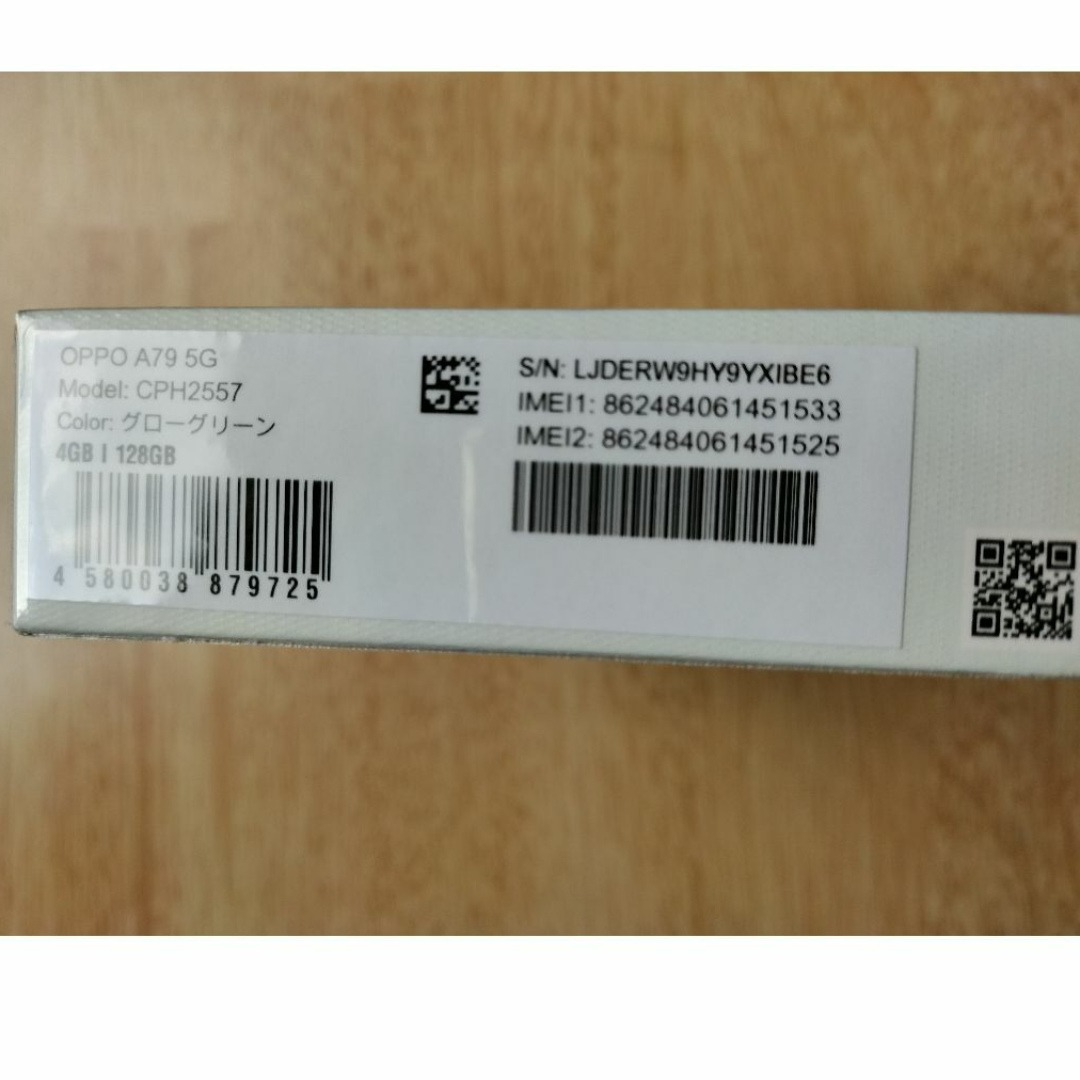 OPPO A79 5G
Model: CPH2557
Color: グローグリーン
4GB | 128GB
4 580038 879725
S/N: LJDERW9HY9YXIBE6
IMEI1: 862484061451533
IMEI2: 862484061451525